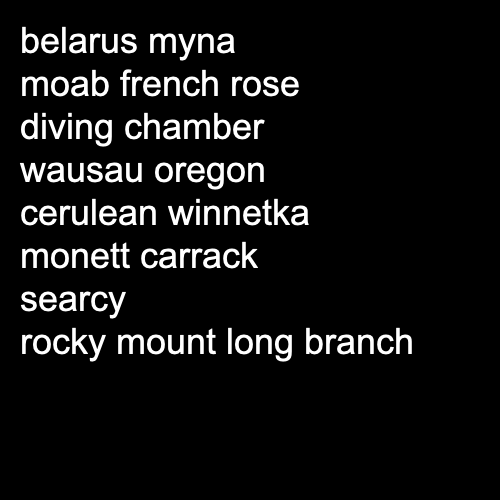 belarus myna
moab french rose
diving chamber
wausau oregon
cerulean winnetka
monett carrack
searcy
rocky mount long branch